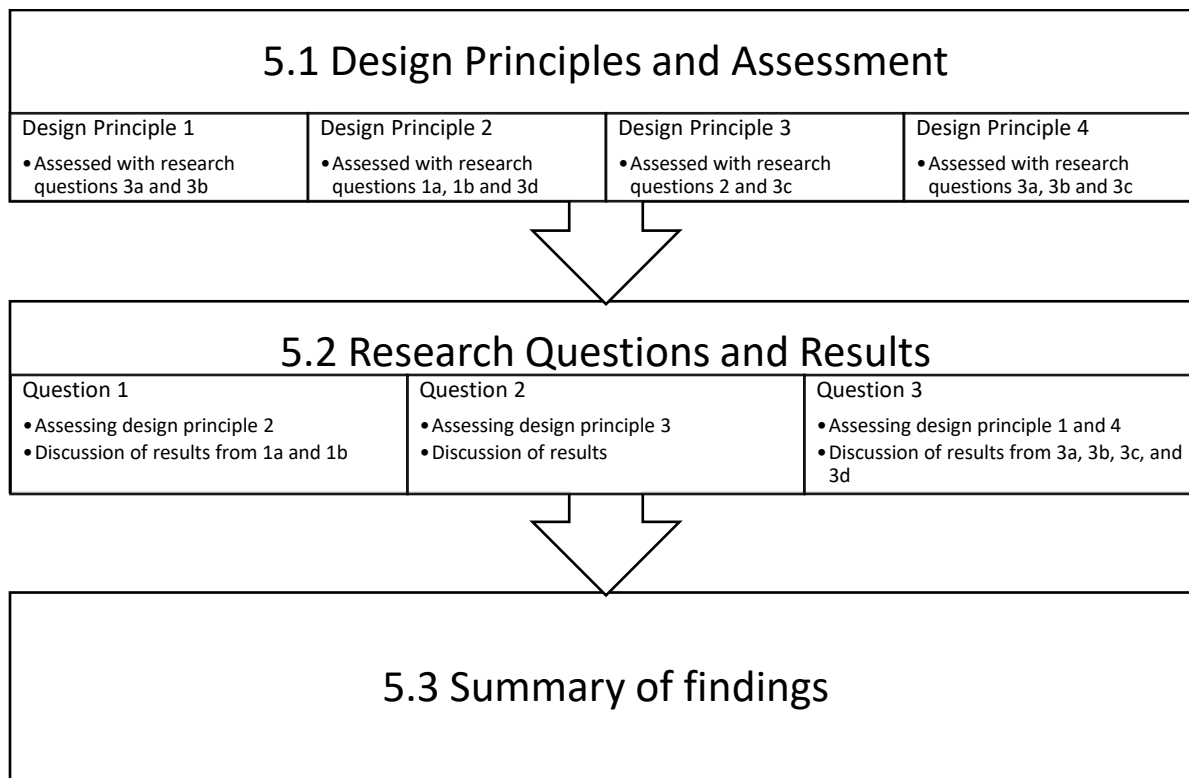 5.1 Design Principles and Assessment
Design Principle 1
•Assessed with research
questions 3a and 3b
Design Principle 2
•Assessed with research
questions 1a, 1b and 3d
Design Principle 3
•Assessed with research
questions 2 and 3c
Design Principle 4
•Assessed with research
questions 3a, 3b and 3c
5.2 Research Questions and Results
Question 1
•Assessing design principle 2
•Discussion of results from 1a and 1b
Question 2
•Assessing design principle 3
•Discussion of results
Question 3
•Assessing design principle 1 and 4
•Discussion of results from 3a, 3b, 3c, and
3d
5.3 Summary of findings